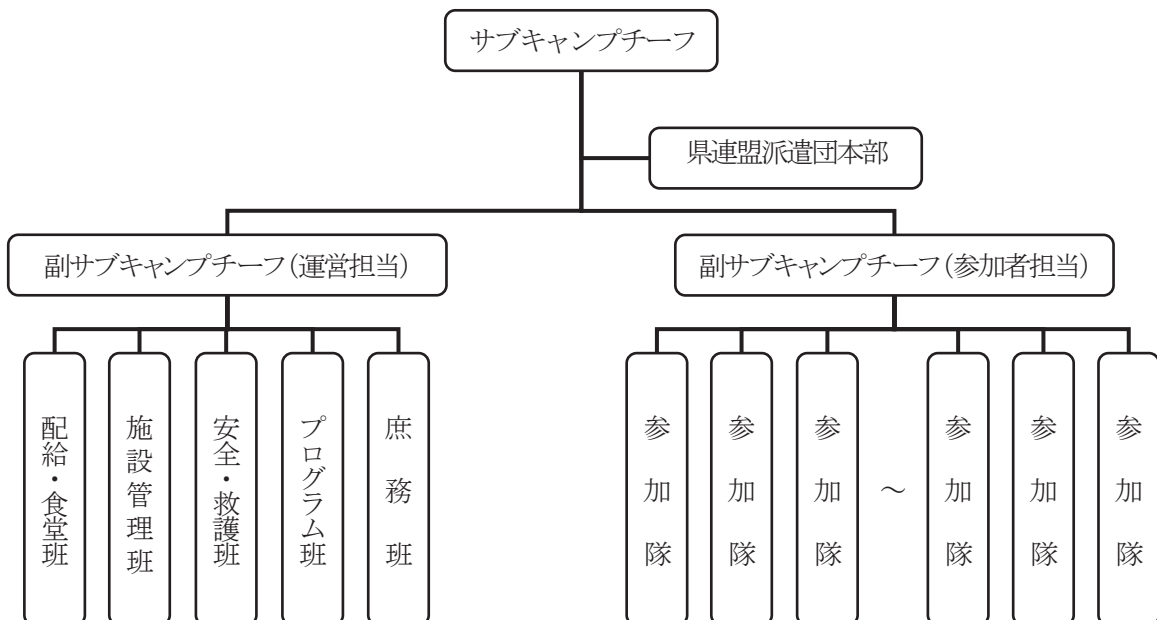 サブキャンプチーフ
県連盟派遣団本部
副サブキャンプチーフ(運営担当)
副サブキャンプチーフ(参加者担当)
配給・食堂班
施設管理班
安全・救護班
プログラム班
庶務班
参加隊
参加隊
参加隊
～
参加隊
参加隊
参加隊